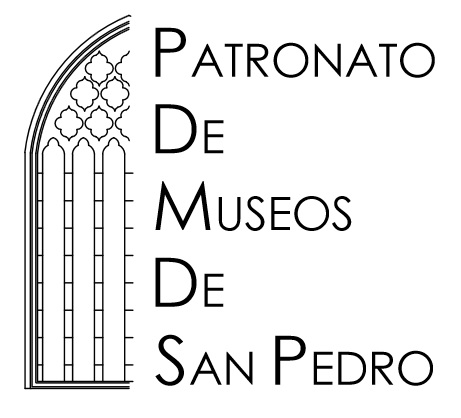 PATRONATO
DE
MUSEOS
DE
SAN PEDRO